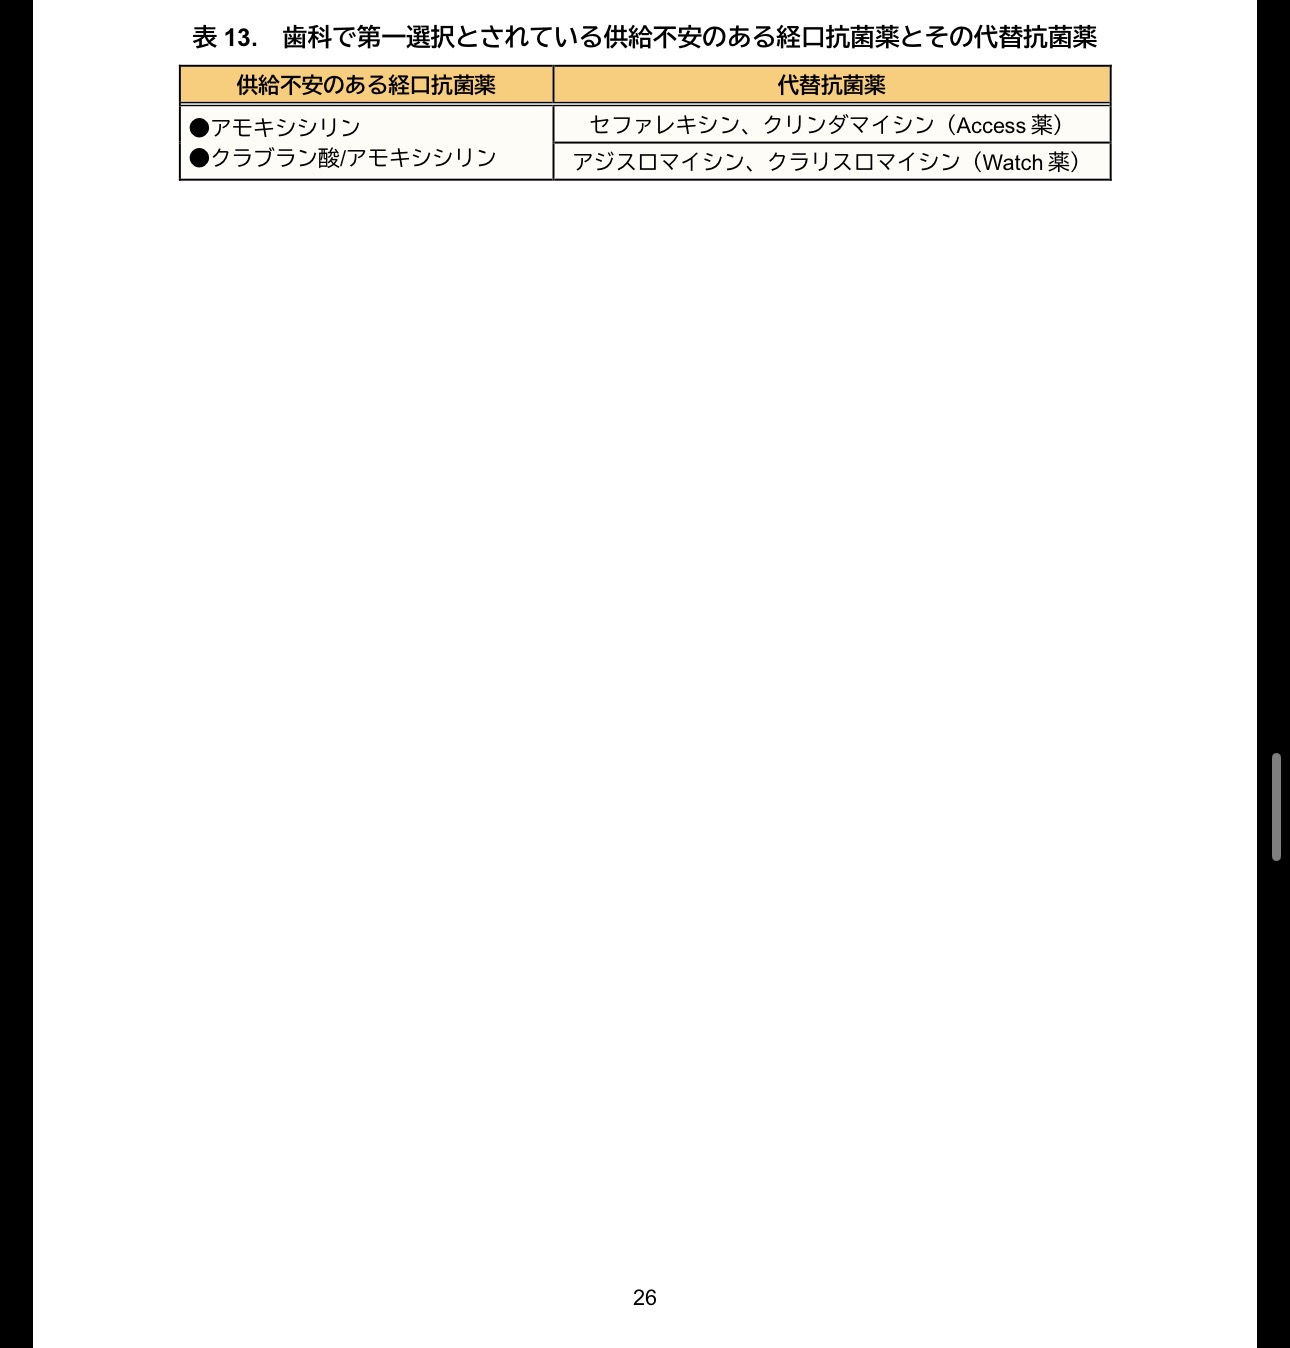 表 13.　歯科で第一選択とされている供給不安のある経口抗菌薬とその代替抗菌薬
供給不安のある経口抗菌薬
代替抗菌薬
●アモキシシリン
●クラブラン酸/アモキシシリン
セファレキシン、クリンダマイシン（Access 薬）
アジスロマイシン、クラリスロマイシン（Watch 薬）
26